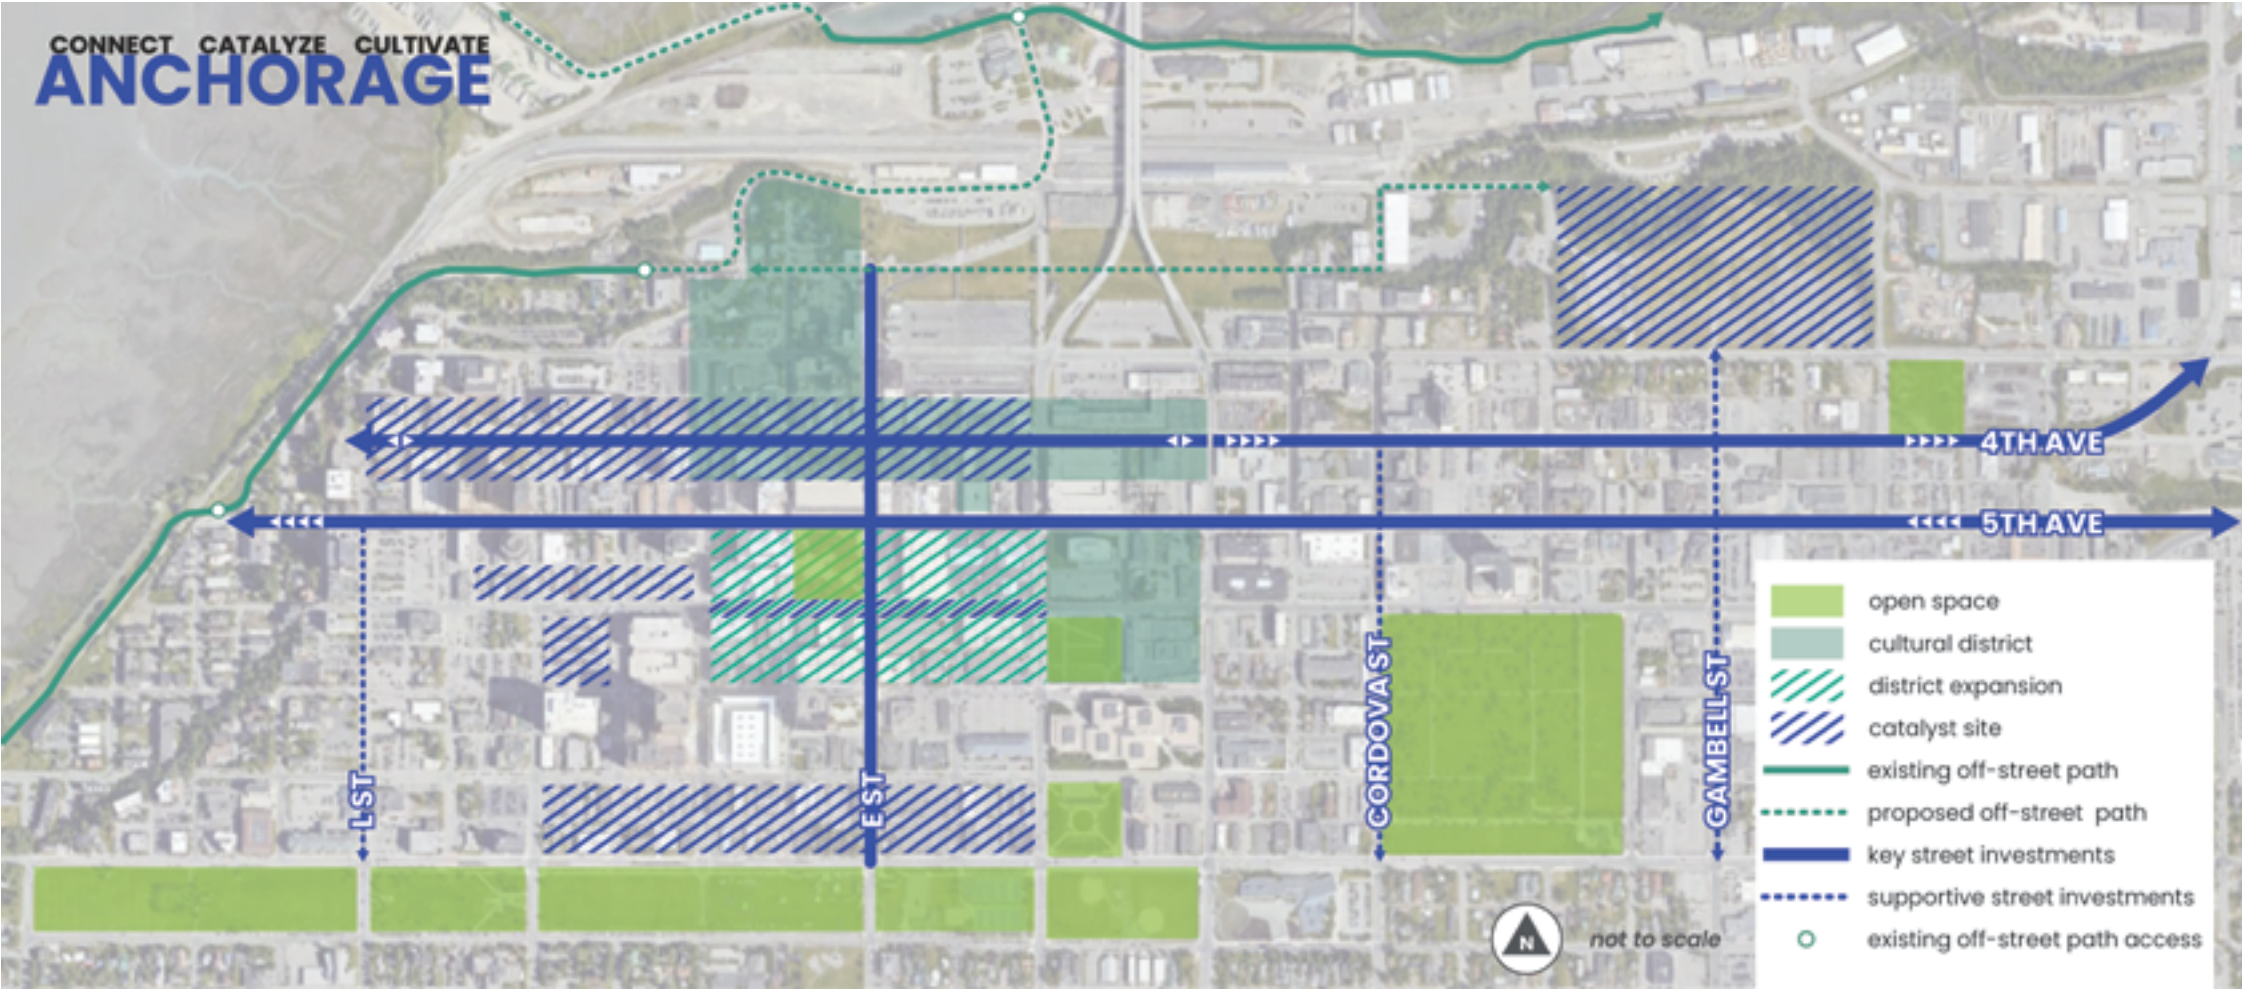 CONNECT CATALYZE CULTIVATE
ANCHORAGE
4TH AVE
5TH AVE
L ST
E ST
CORDOVA ST
GAMBELL ST
open space
cultural district
district expansion
catalyst site
existing off-street path
proposed off-street path
key street investments
supportive street investments
existing off-street path access
N
not to scale